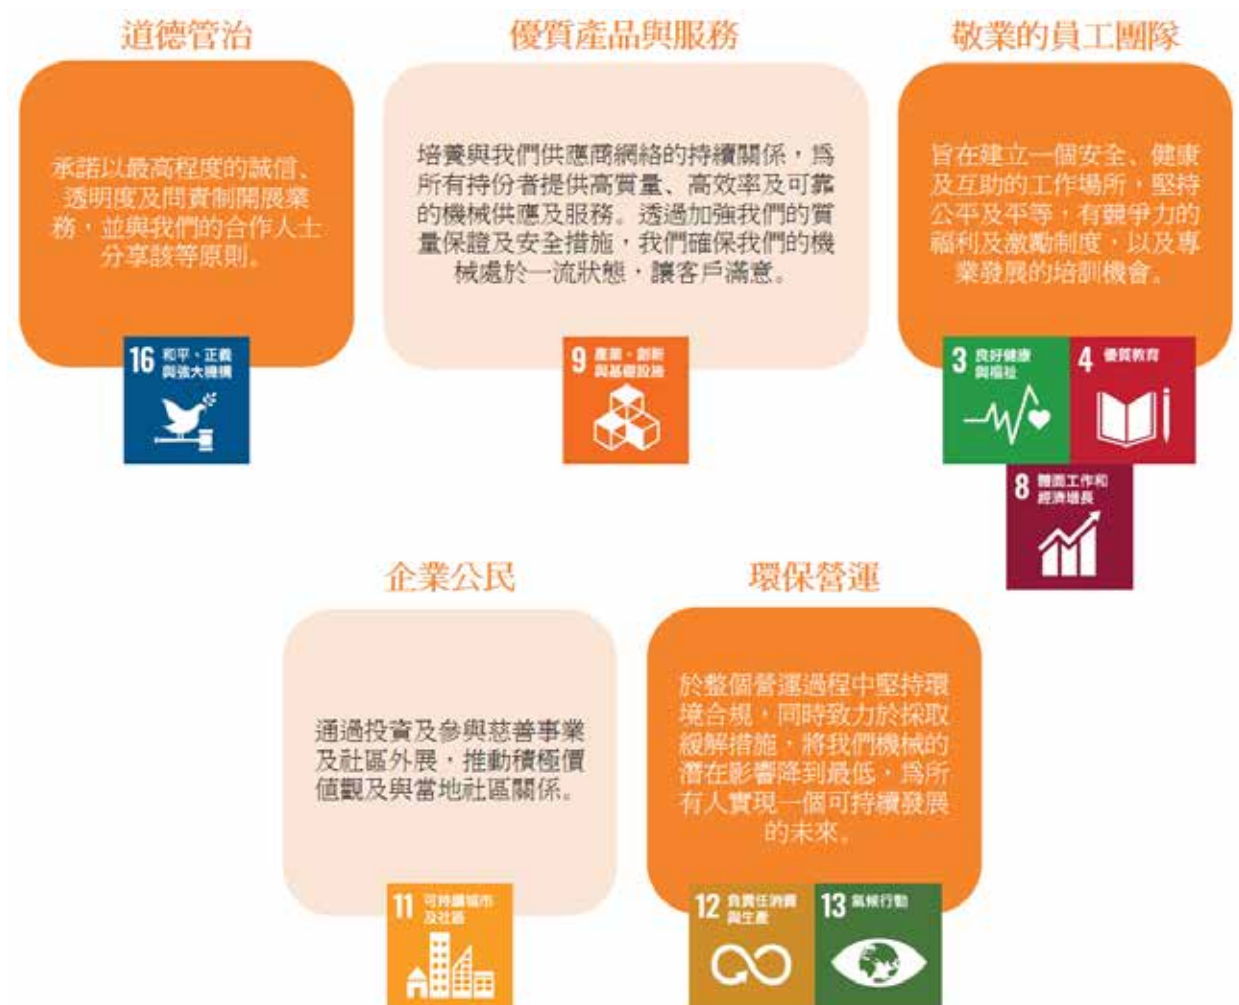 道德管治
承諾以最高程度的誠信、
透明度及問責制開展業
務，並與我們的合作人士
分享該等原則。
16 和平、正義
與強大機構
優質產品與服務
培養與我們供應商網絡的持續關係，為
所有持份者提供高質量、高效率及可靠
的機械供應及服務。透過加強我們的質
量保證及安全措施，我們確保我們的機
械處於一流狀態，讓客戶滿意。
9 產業、創新
與基礎設施
敬業的員工團隊
旨在建立一個安全、健康
及互助的工作場所，堅持
公平及平等，有競爭力的
福利及激勵制度，以及專
業發展的培訓機會。
3 良好健康
與福祉
4 優質教育
8 體面工作和
經濟增長
企業公民
通過投資及參與慈善事業
及社區外展，推動積極價
值觀及與當地社區關係。
11 可持續城市
及社區
環保營運
於整個營運過程中堅持環
境合規，同時致力於採取
緩解措施，將我們機械的
潛在影響降到最低，為所
有人實現一個可持續發展
的未來。
12 負責任消費
與生產
13 氣候行動